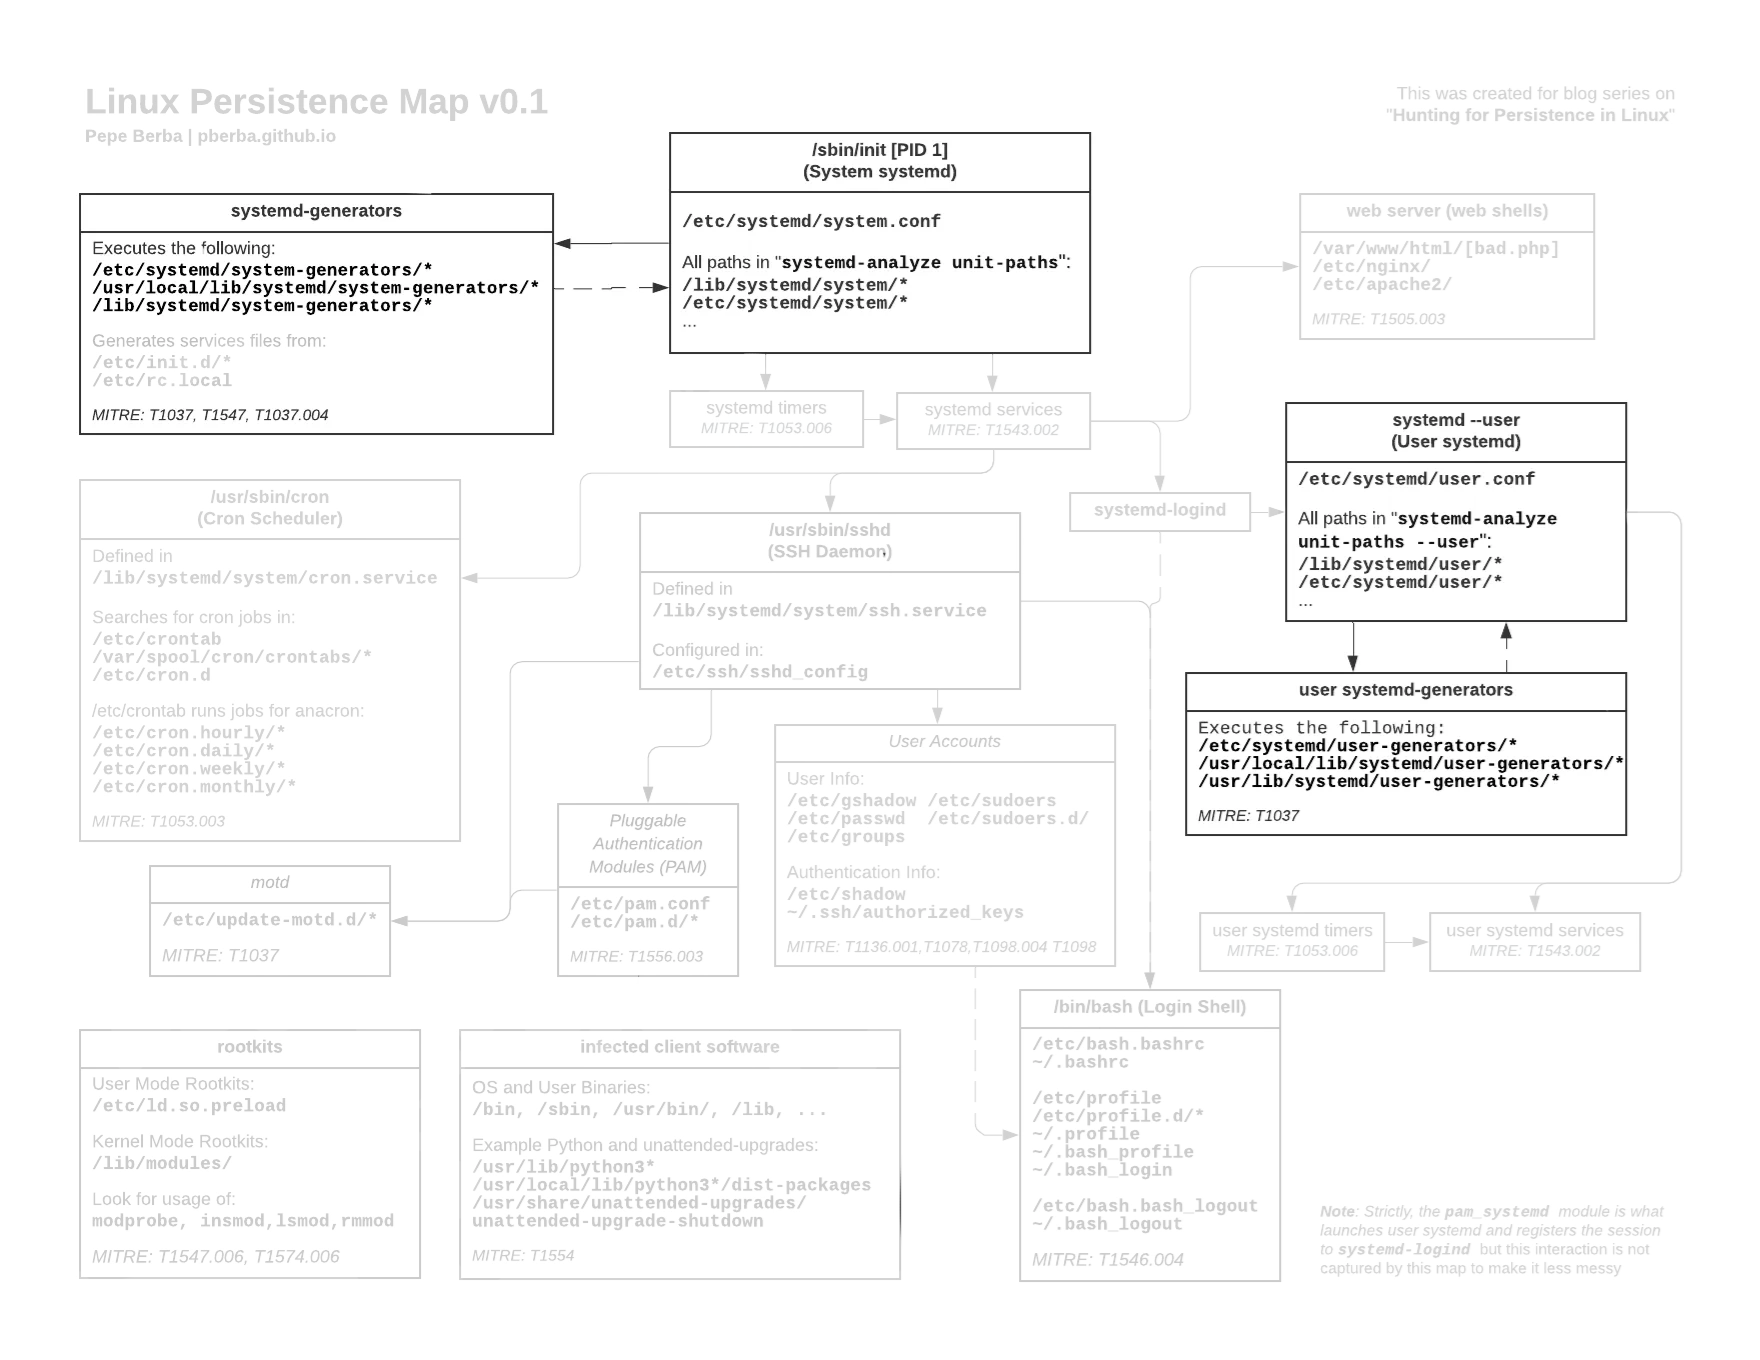 Linux Persistence Map v0.1
Pepe Berba | pberba.github.io
This was created for blog series on
"Hunting for Persistence in Linux"
/sbin/init [PID 1]
(System systemd)
/etc/systemd/system.conf
All paths in "systemd-analyze unit-paths":
/lib/systemd/system/*
/etc/systemd/system/*
...
systemd-generators
Executes the following:
/etc/systemd/system-generators/*
/usr/local/lib/systemd/system-generators/*
/lib/systemd/system-generators/*
Generates services files from:
/etc/init.d/*
/etc/rc.local
MITRE: T1037, T1547, T1037.004
web server (web shells)
/var/www/html/[bad.php]
/etc/nginx/
/etc/apache2/
MITRE: T1505.003
systemd timers
MITRE: T1053.006
systemd services
MITRE: T1543.002
systemd --user
(User systemd)
/etc/systemd/user.conf
All paths in "systemd-analyze
unit-paths --user":
/lib/systemd/user/*
/etc/systemd/user/*
...
systemd-logind
/usr/sbin/cron
(Cron Scheduler)
Defined in
/lib/systemd/system/cron.service
Searches for cron jobs in:
/etc/crontab
/var/spool/cron/crontabs/*
/etc/cron.d
/etc/crontab runs jobs for anacron:
/etc/cron.hourly/*
/etc/cron.daily/*
/etc/cron.weekly/*
/etc/cron.monthly/*
MITRE: T1053.003
/usr/sbin/sshd
(SSH Daemon)
Defined in
/lib/systemd/system/ssh.service
Configured in:
/etc/ssh/sshd_config
user systemd-generators
Executes the following:
/etc/systemd/user-generators/*
/usr/local/lib/systemd/user-generators/*
/usr/lib/systemd/user-generators/*
MITRE: T1037
User Accounts
User Info:
/etc/gshadow /etc/sudoers
/etc/passwd /etc/sudoers.d/
/etc/groups
Authentication Info:
/etc/shadow
~/.ssh/authorized_keys
MITRE: T1136.001,T1078,T1098.004 T1098
Pluggable
Authentication
Modules (PAM)
/etc/pam.conf
/etc/pam.d/*
MITRE: T1556.003
motd
/etc/update-motd.d/*
MITRE: T1037
user systemd timers
MITRE: T1053.006
user systemd services
MITRE: T1543.002
rootkits
User Mode Rootkits:
/etc/ld.so.preload
Kernel Mode Rootkits:
/lib/modules/
Look for usage of:
modprobe, insmod,lsmod,rmmod
MITRE: T1547.006, T1574.006
infected client software
OS and User Binaries:
/bin, /sbin, /usr/bin/, /lib, ...
Example Python and unattended-upgrades:
/usr/lib/python3*
/usr/local/lib/python3*/dist-packages
/usr/share/unattended-upgrades/
unattended-upgrade-shutdown
MITRE: T1554
/bin/bash (Login Shell)
/etc/bash.bashrc
~/.bashrc
/etc/profile
/etc/profile.d/*
~/.profile
~/.bash_profile
~/.bash_login
/etc/bash.bash_logout
~/.bash_logout
MITRE: T1546.004
Note: Strictly, the pam_systemd module is what
launches user systemd and registers the session
to systemd-logind but this interaction is not
captured by this map to make it less messy